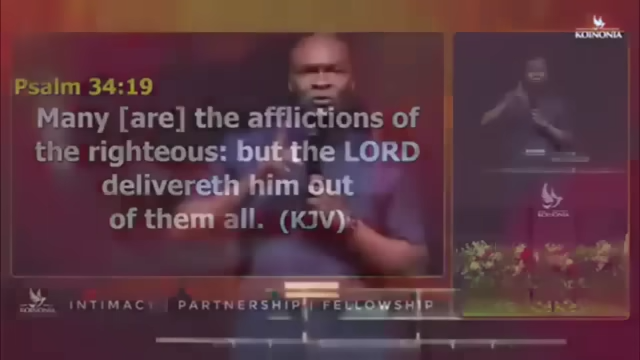 KOINONIA
Psalm 34:19
Many [are] the afflictions of
the righteous: but the LORD
delivereth him out
of them all. (KJV)
KOINONIA
KOINONIA
INTIMACY | PARTNERSHIP | FELLOWSHIP